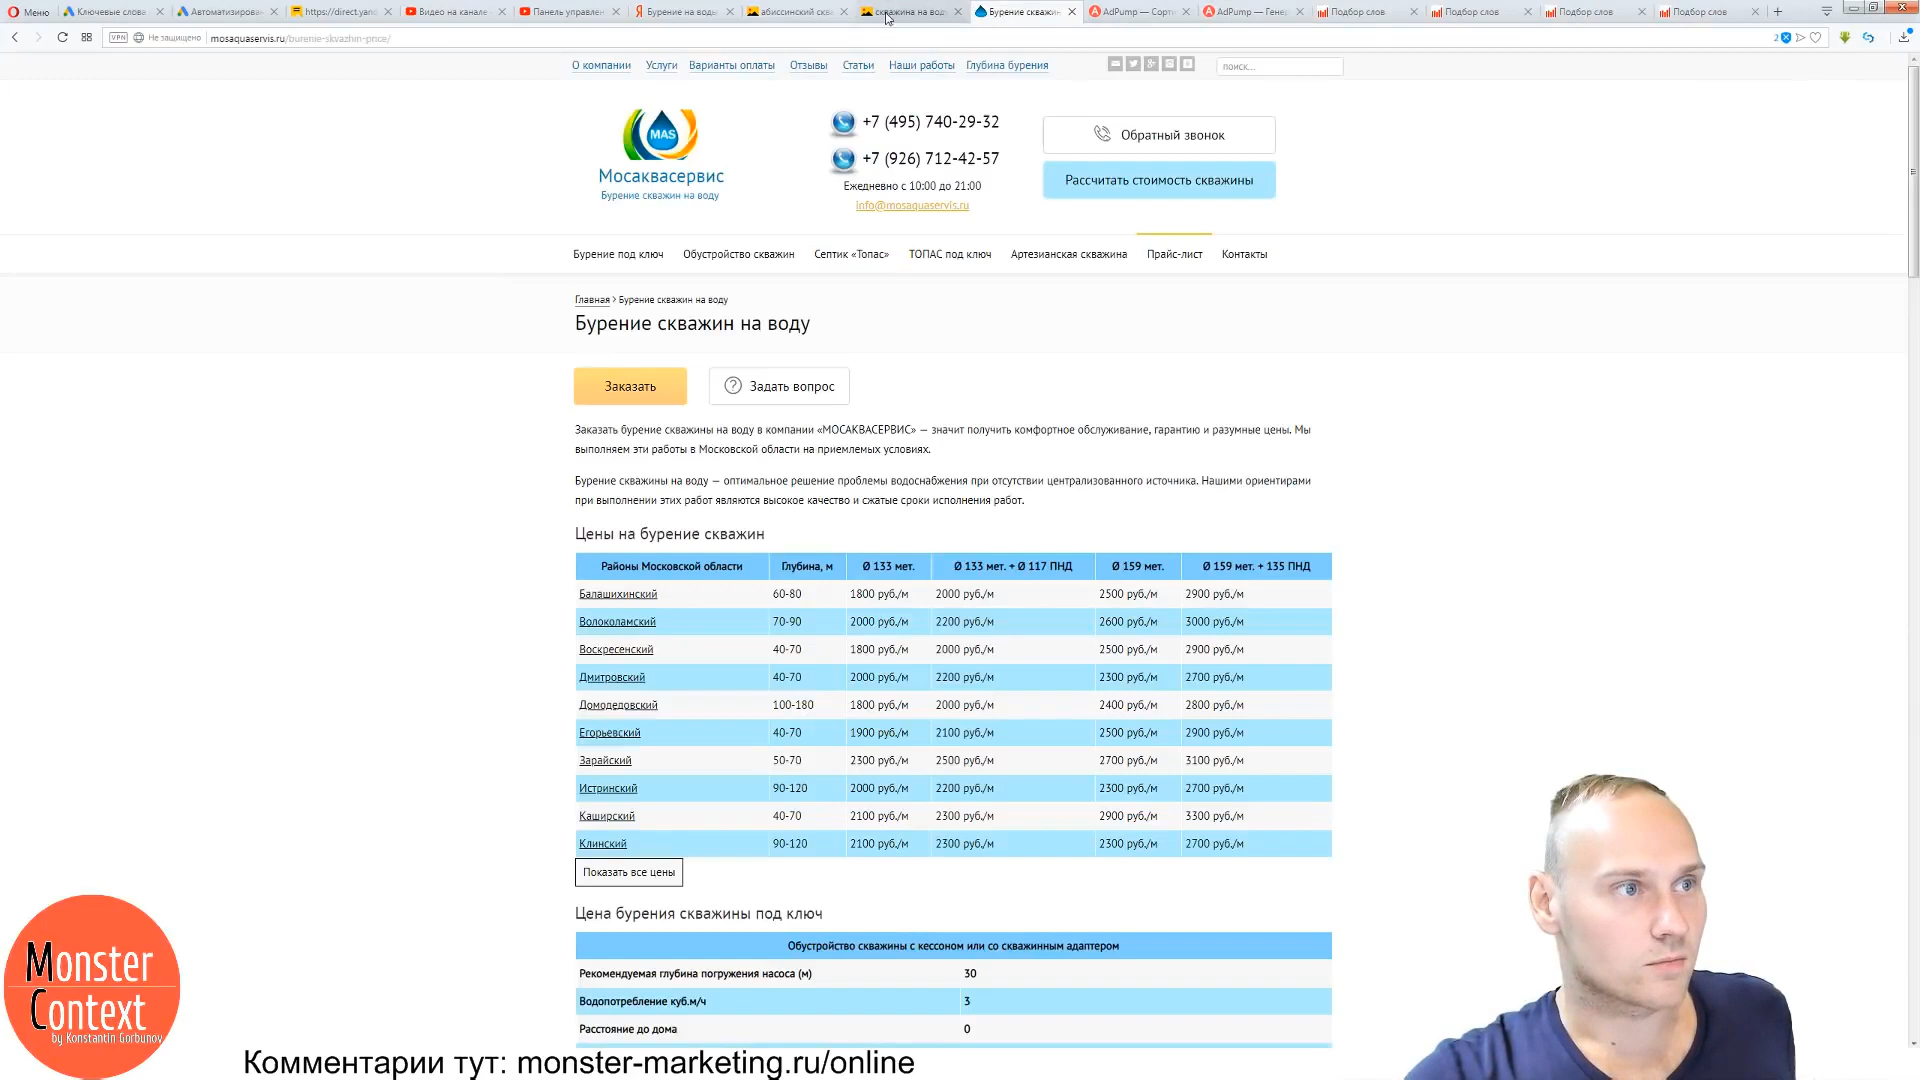 Меню
Ключевые слова
Автоматизирован
https://direct.yand
Видео на канале
Панель управлен
Бурение на воды
абиссинский скв
скважина на вод
Бурение скважин
AdPump — Сорти
AdPump — Генер
Подбор слов
Подбор слов
Подбор слов
Подбор слов
VPN Не защищено mosaquaservis.ru/burenie-skvazhin-price/
2
О компании Услуги Варианты оплаты Отзывы Статьи Наши работы Глубина бурения
поиск...
MAS
Мосаквасервис
Бурение скважин на воду
+7 (495) 740-29-32
+7 (926) 712-42-57
Ежедневно с 10:00 до 21:00
info@mosaquaservis.ru
Обратный звонок
Рассчитать стоимость скважины
Бурение под ключ Обустройство скважин Септик «Топас» ТОПАС под ключ Артезианская скважина Прайс-лист Контакты
Главная › Бурение скважин на воду
Бурение скважин на воду
Заказать
Задать вопрос
Заказать бурение скважины на воду в компании «МОСАКВАСЕРВИС» — значит получить комфортное обслуживание, гарантию и разумные цены. Мы
выполняем эти работы в Московской области на приемлемых условиях.
Бурение скважины на воду — оптимальное решение проблемы водоснабжения при отсутствии централизованного источника. Нашими ориентирами
при выполнении этих работ являются высокое качество и сжатые сроки исполнения работ.
Цены на бурение скважин
Районы Московской области Глубина, м Ø 133 мет. Ø 133 мет. + Ø 117 ПНД Ø 159 мет. Ø 159 мет. + 135 ПНД
Балашихинский 60-80 1800 руб./м 2000 руб./м 2500 руб./м 2900 руб./м
Волоколамский 70-90 2000 руб./м 2200 руб./м 2600 руб./м 3000 руб./м
Воскресенский 40-70 1800 руб./м 2000 руб./м 2500 руб./м 2900 руб./м
Дмитровский 40-70 2000 руб./м 2200 руб./м 2300 руб./м 2700 руб./м
Домодедовский 100-180 1800 руб./м 2000 руб./м 2400 руб./м 2800 руб./м
Егорьевский 40-70 1900 руб./м 2100 руб./м 2500 руб./м 2900 руб./м
Зарайский 50-70 2300 руб./м 2500 руб./м 2700 руб./м 3100 руб./м
Истринский 90-120 2000 руб./м 2200 руб./м 2300 руб./м 2700 руб./м
Каширский 40-70 2100 руб./м 2300 руб./м 2900 руб./м 3300 руб./м
Клинский 90-120 2100 руб./м 2300 руб./м 2300 руб./м 2700 руб./м
Показать все цены
Цена бурения скважины под ключ
Обустройство скважины с кессоном или со скважинным адаптером
Рекомендуемая глубина погружения насоса (м) 30
Водопотребление куб.м/ч 3
Расстояние до дома 0
Monster
Context
by Konstantin Gorbunov
Комментарии тут: monster-marketing.ru/online